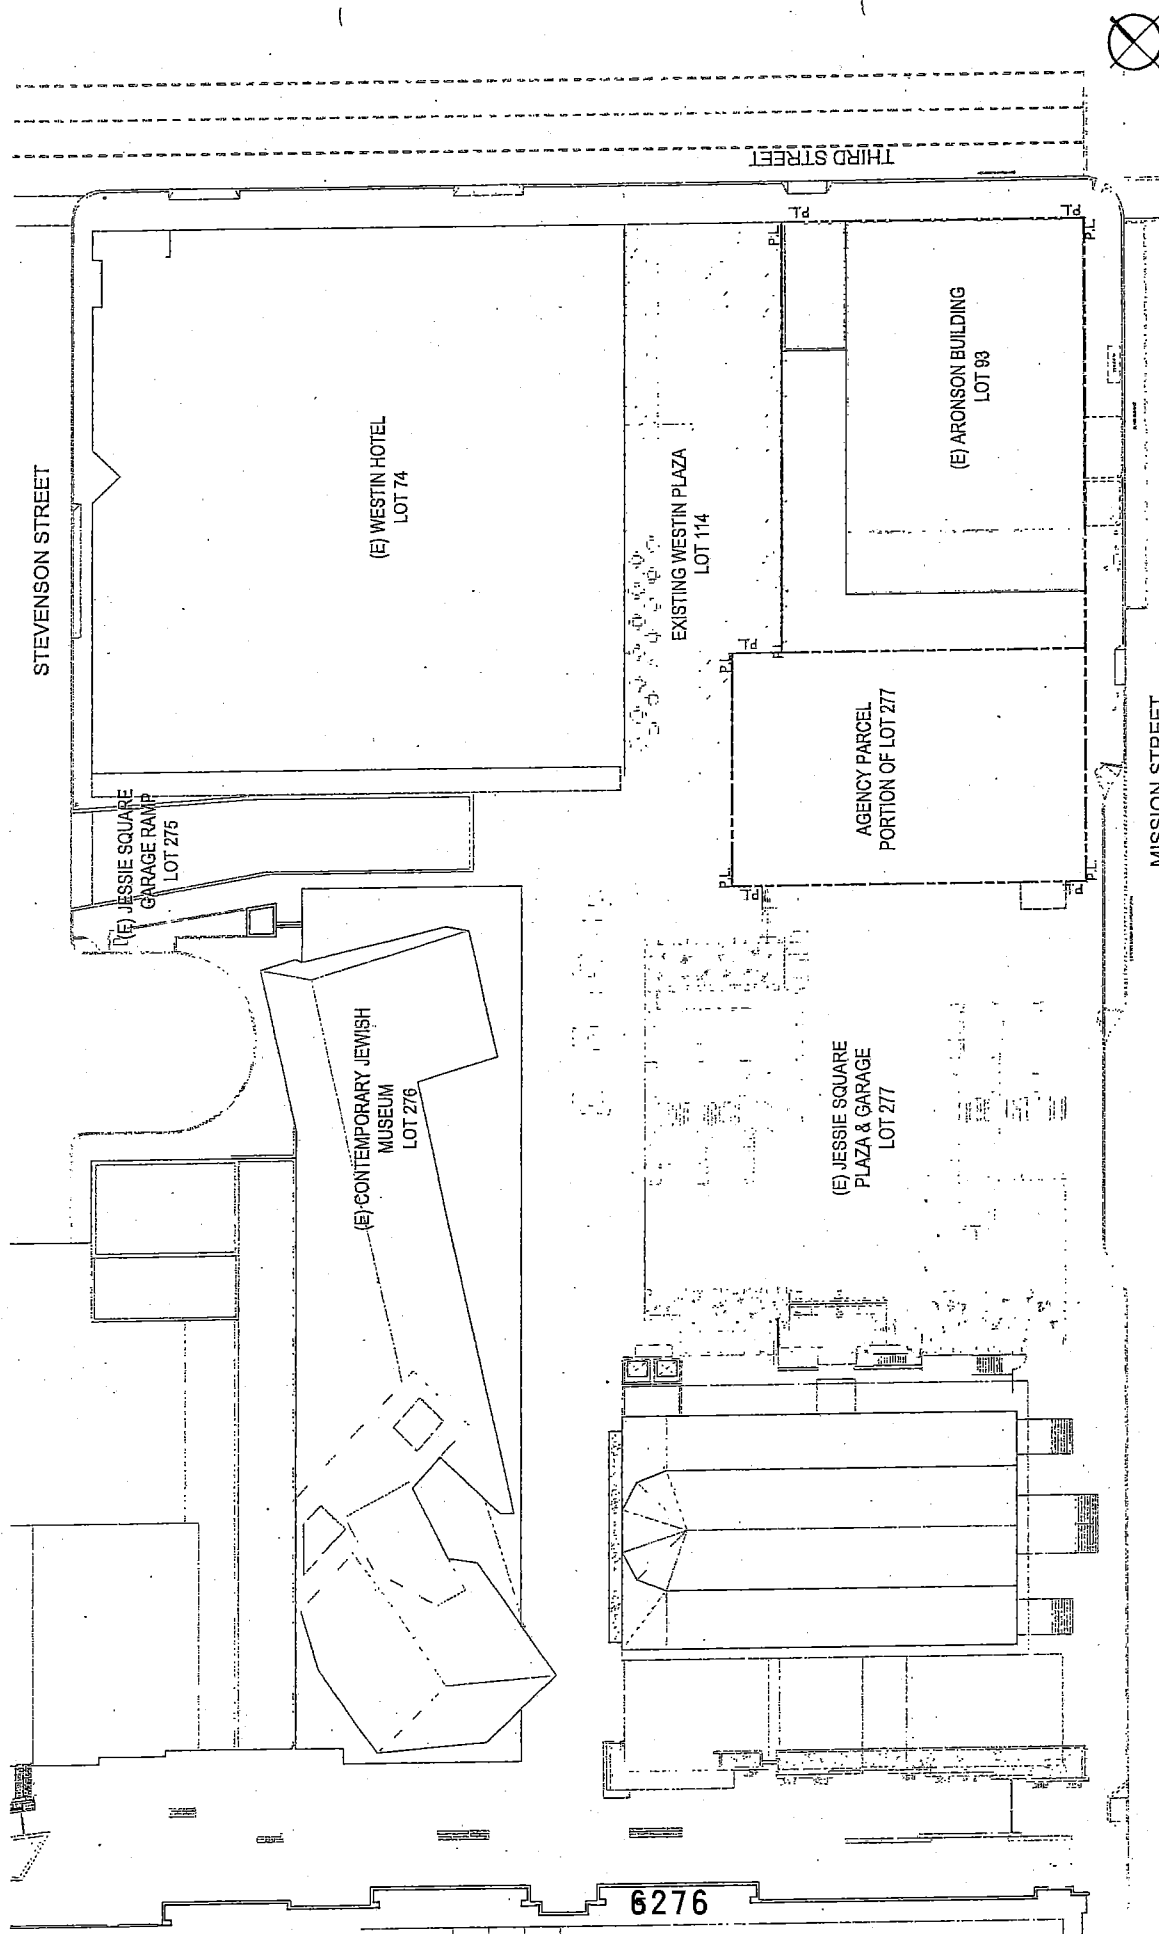 THIRD STREET
P.L.
P.L.
P.L.
P.L.
STEVENSON STREET
(E) WESTIN HOTEL
LOT 74
EXISTING WESTIN PLAZA
LOT 114
(E) ARONSON BUILDING
LOT 93
P.L.
P.L.
P.L.
AGENCY PARCEL
PORTION OF LOT 277
MISSION STREET
(E) JESSIE SQUARE
GARAGE RAMP
LOT 275
P.L.
P.L.
P.L.
P.L.
(E) CONTEMPORARY JEWISH
MUSEUM
LOT 276
(E) JESSIE SQUARE
PLAZA & GARAGE
LOT 277
6276